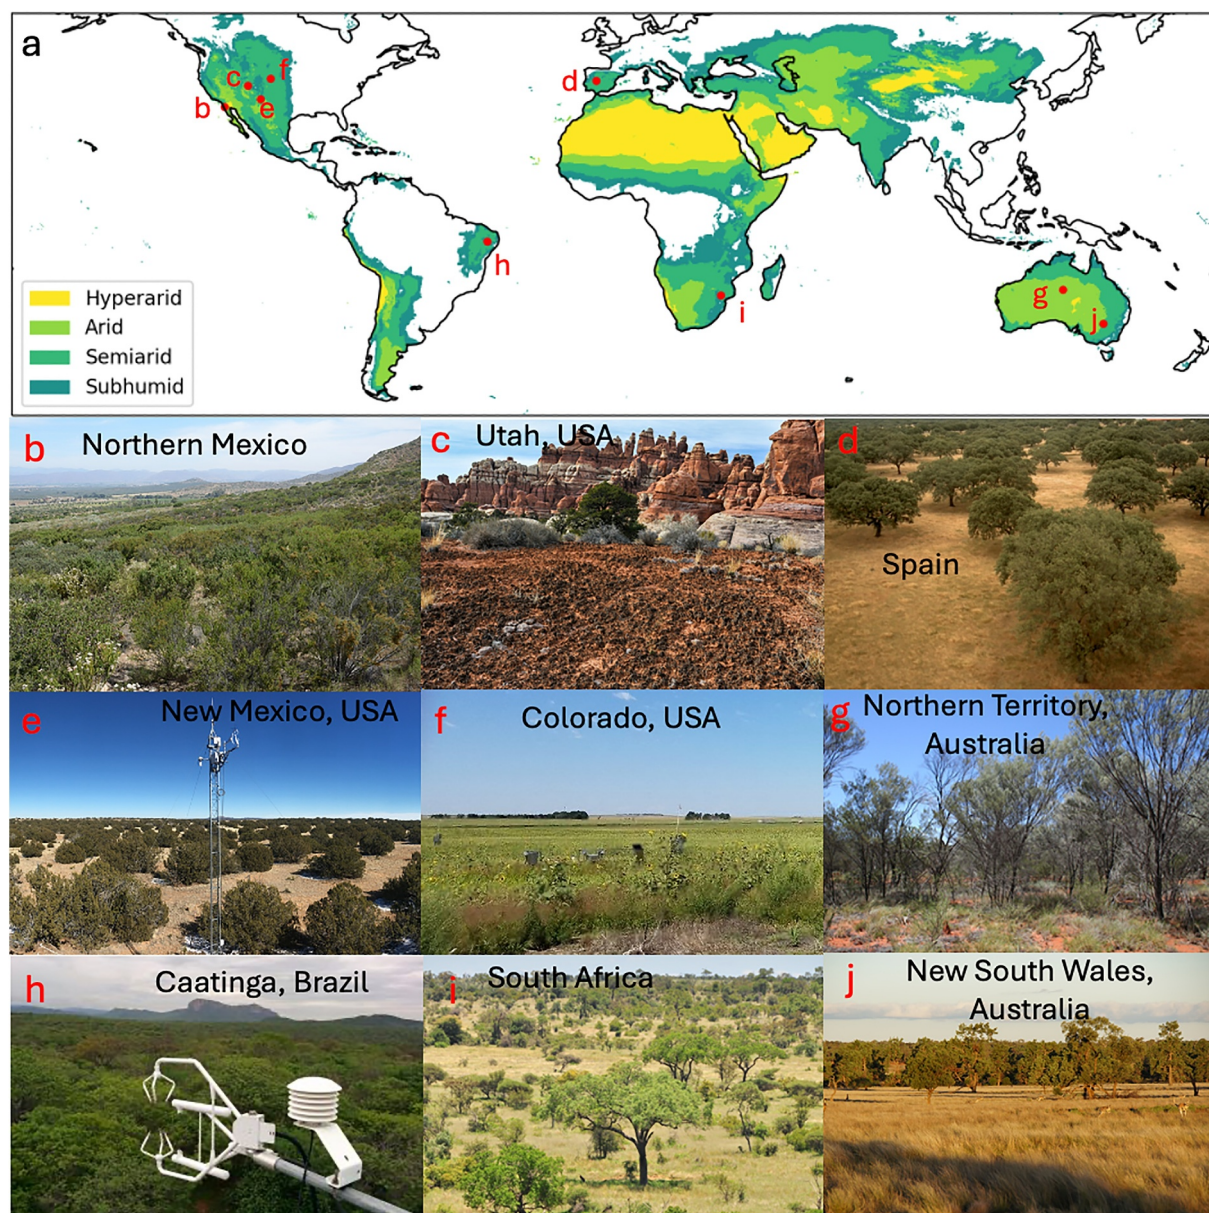 a
c
f
b
e
d
h
i
g
j
Hyperarid
Arid
Semiarid
Subhumid
b
Northern Mexico
c
Utah, USA
d
Spain
e
New Mexico, USA
f
Colorado, USA
g
Northern Territory,
Australia
h
Caatinga, Brazil
i
South Africa
j
New South Wales,
Australia